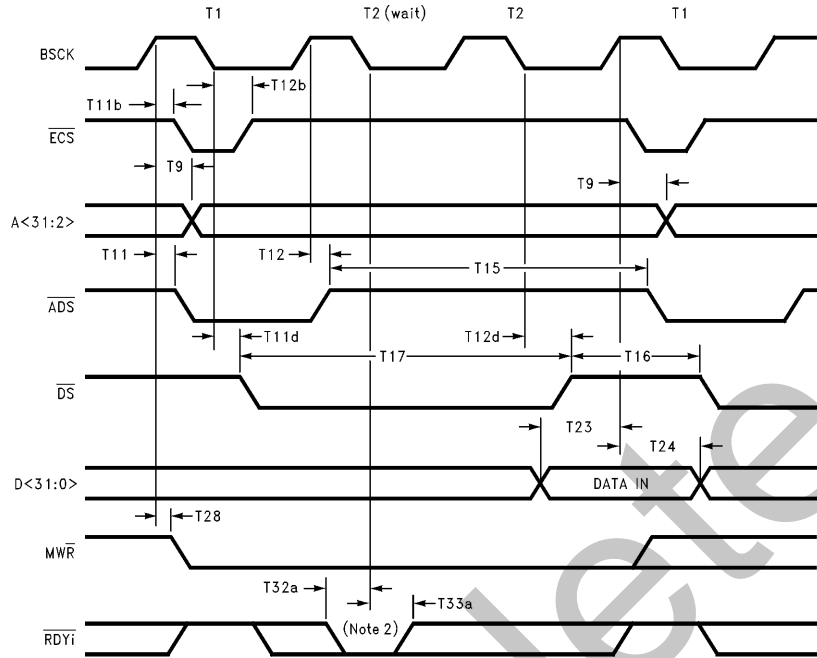 T1 T2 (wait) T2 T1
BSCK
T12b
T11b
ECS
T9 T9
A<31:2>
T11 T12 T15
ADS
T11d T12d
T17 T16
DS
T23
T24
D<31:0> DATA IN
T28
MWR
T32a T33a
(Note 2)
RDYi
lete